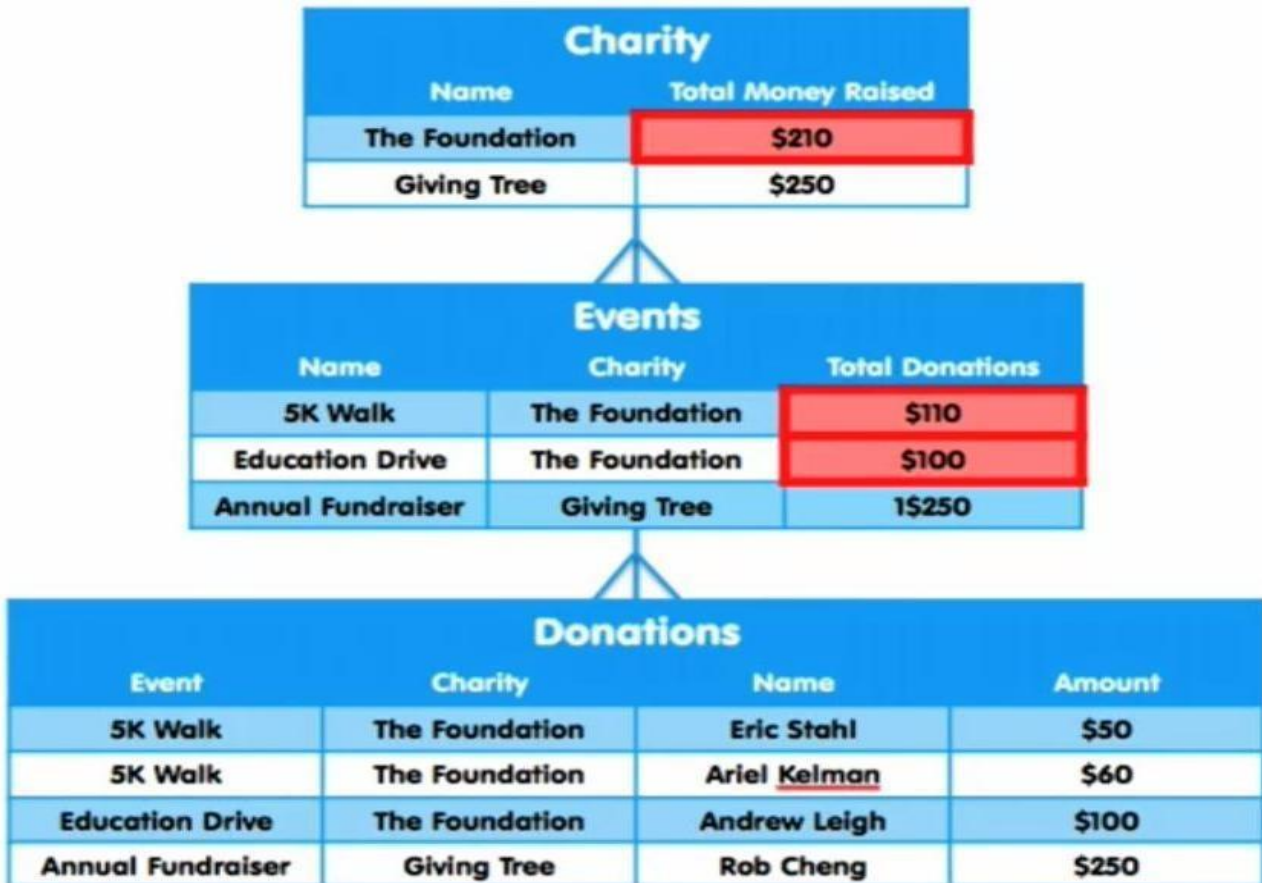 Charity
Name Total Money Raised
The Foundation $210
Giving Tree $250
Events
Name Charity Total Donations
5K Walk The Foundation $110
Education Drive The Foundation $100
Annual Fundraiser Giving Tree 1$250
Donations
Event Charity Name Amount
5K Walk The Foundation Eric Stahl $50
5K Walk The Foundation Ariel Kelman $60
Education Drive The Foundation Andrew Leigh $100
Annual Fundraiser Giving Tree Rob Cheng $250